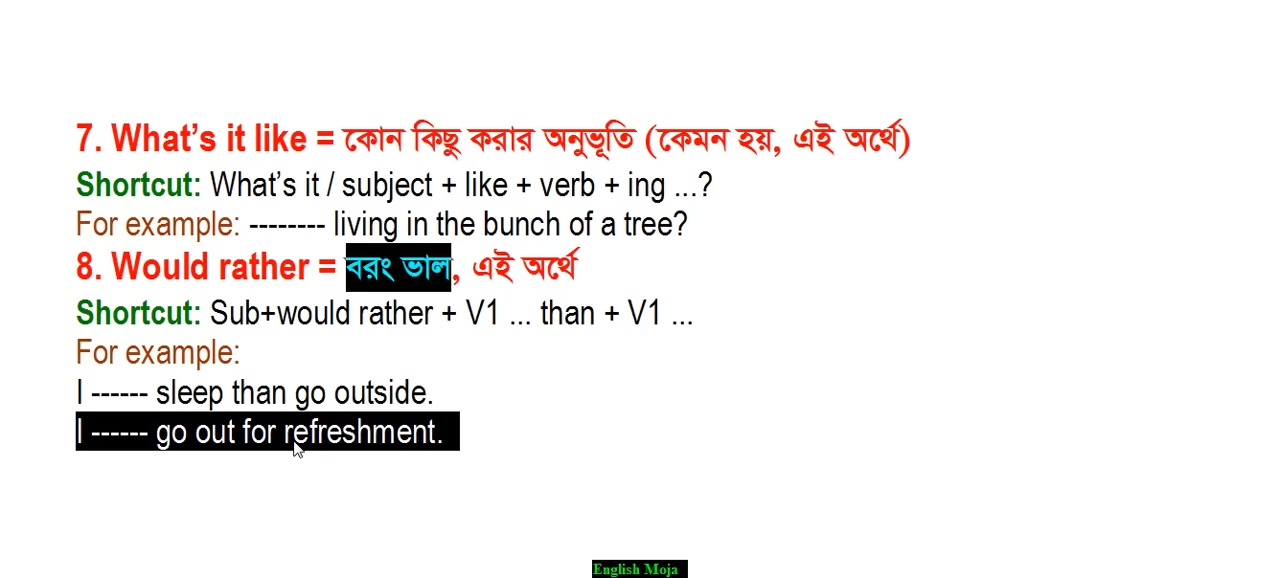 7. What’s it like = কোন কিছু করার অনুভূতি (কেমন হয়, এই অর্থে)
Shortcut: What’s it / subject + like + verb + ing ...?
For example: -------- living in the bunch of a tree?
8. Would rather = বরং ভাল, এই অর্থে
Shortcut: Sub+would rather + V1 ... than + V1 ...
For example:
I ------ sleep than go outside.
I ------ go out for refreshment.
English Moja